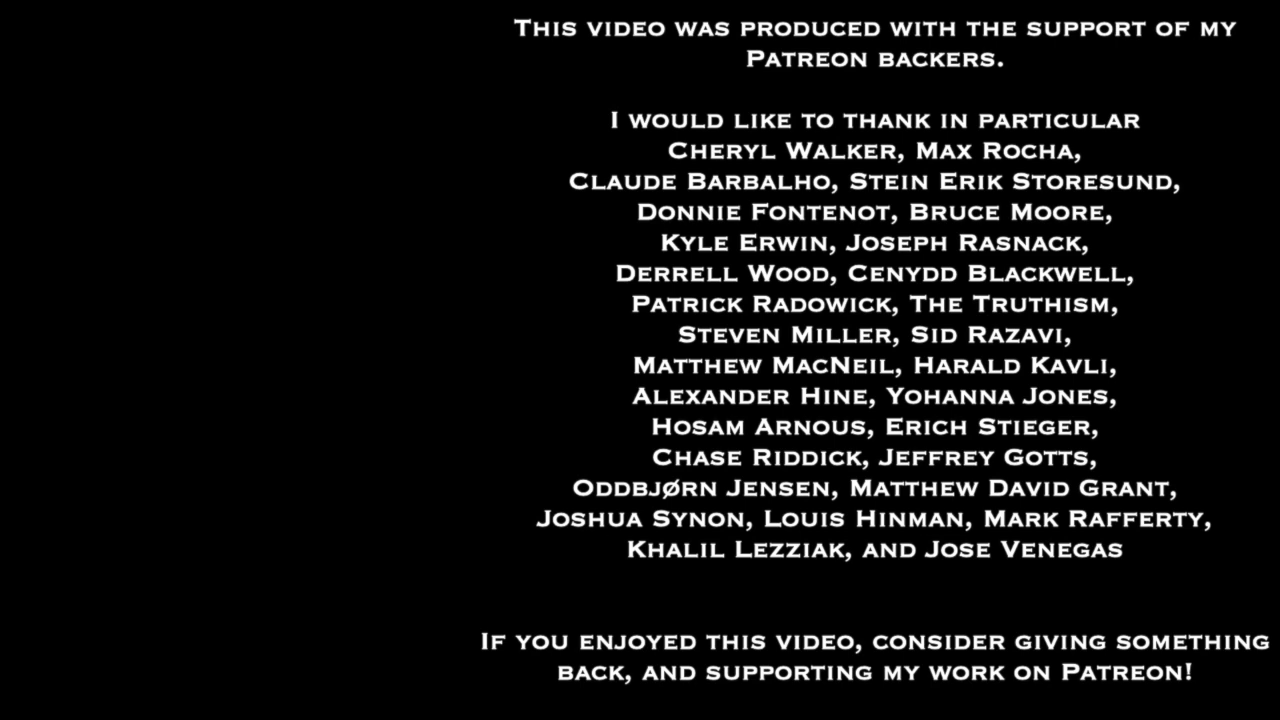 This video was produced with the support of my
Patreon backers.
I would like to thank in particular
Cheryl Walker, Max Rocha,
Claude Barbalho, Stein Erik Storesund,
Donnie Fontenot, Bruce Moore,
Kyle Erwin, Joseph Rasnack,
Derrell Wood, Cenydd Blackwell,
Patrick Radowick, The Truthism,
Steven Miller, Sid Razavi,
Matthew MacNeil, Harald Kavli,
Alexander Hine, Yohanna Jones,
Hosam Arnous, Erich Stieger,
Chase Riddick, Jeffrey Gotts,
Oddbjørn Jensen, Matthew David Grant,
Joshua Synon, Louis Hinman, Mark Rafferty,
Khalil Lezziak, and Jose Venegas
If you enjoyed this video, consider giving something
back, and supporting my work on Patreon!